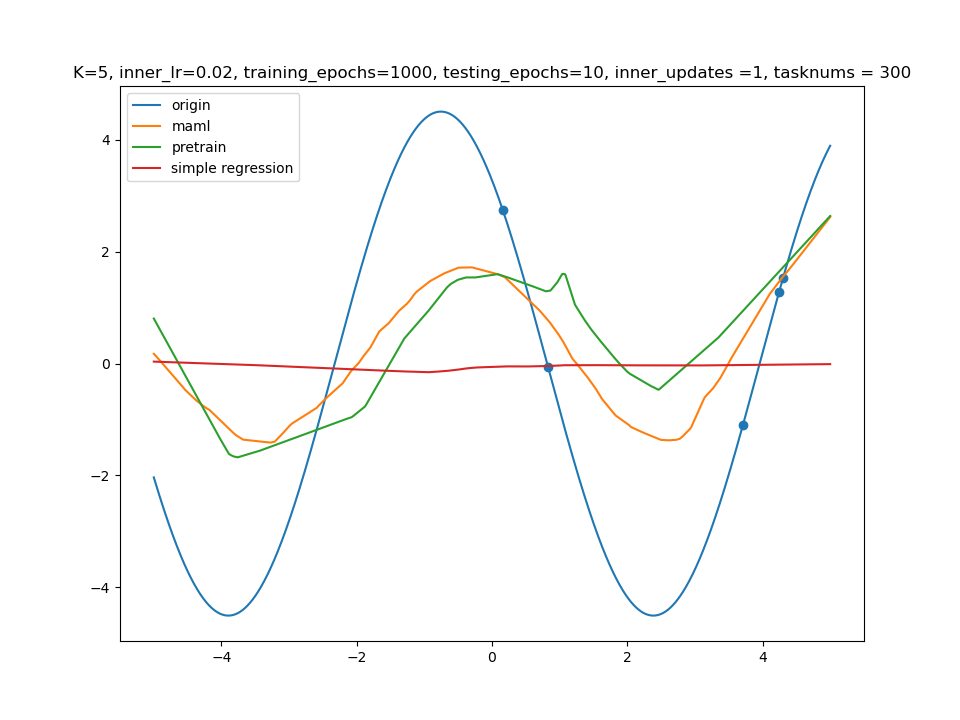 K=5, inner_lr=0.02, training_epochs=1000, testing_epochs=10, inner_updates =1, tasknums = 300
origin
maml
pretrain
simple regression
4
2
0
−2
−4
−4
−2
0
2
4